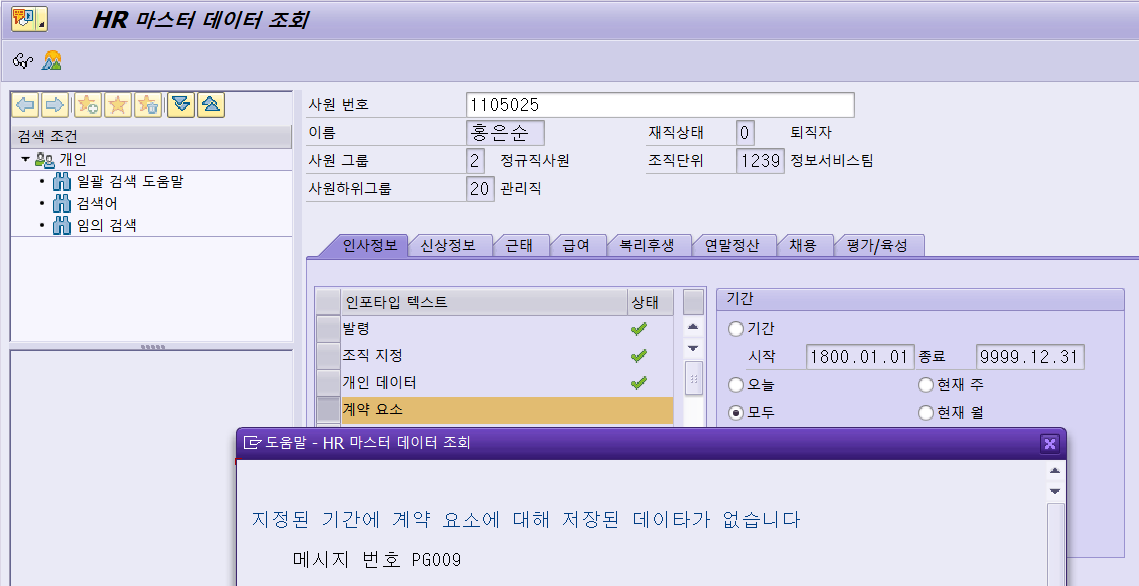 HR 마스터 데이터 조회
검색 조건
개인
일괄 검색 도움말
검색어
임의 검색
사원 번호 1105025
이름 홍은순 재직상태 0 퇴직자
사원 그룹 2 정규직사원 조직단위 1239 정보서비스팀
사원하위그룹 20 관리직
인사정보 신상정보 근태 급여 복리후생 연말정산 채용 평가/육성
인포타입 텍스트 상태
발령
조직 지정
개인 데이터
계약 요소
기간
기간
시작 1800.01.01 종료 9999.12.31
오늘 현재 주
모두 현재 월
도움말 - HR 마스터 데이터 조회
지정된 기간에 계약 요소에 대해 저장된 데이타가 없습니다
메시지 번호 PG009